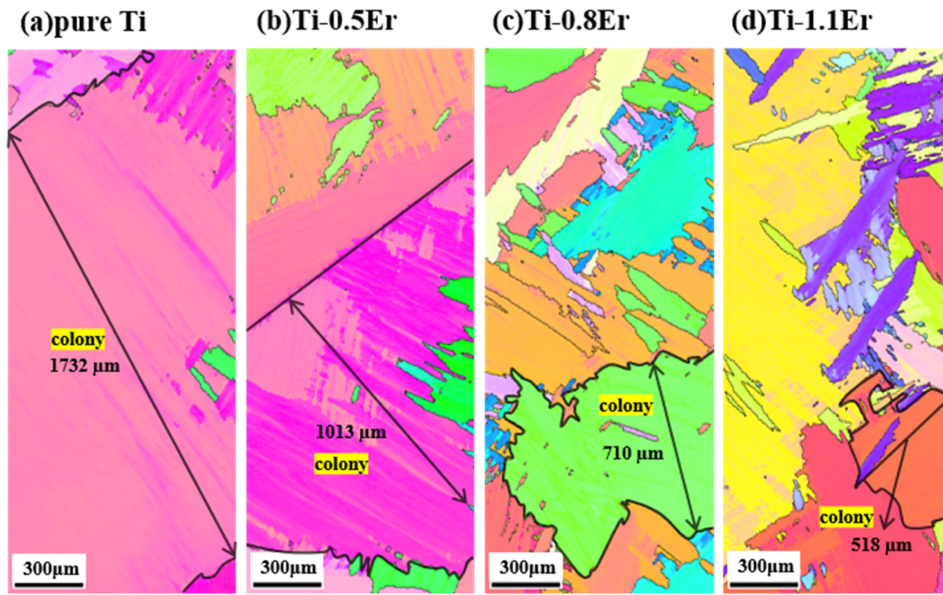 (a)pure Ti
(b)Ti-0.5Er
(c)Ti-0.8Er
(d)Ti-1.1Er
colony
1732 μm
300μm
1013 μm
colony
300μm
colony
710 μm
300μm
colony
518 μm
300μm